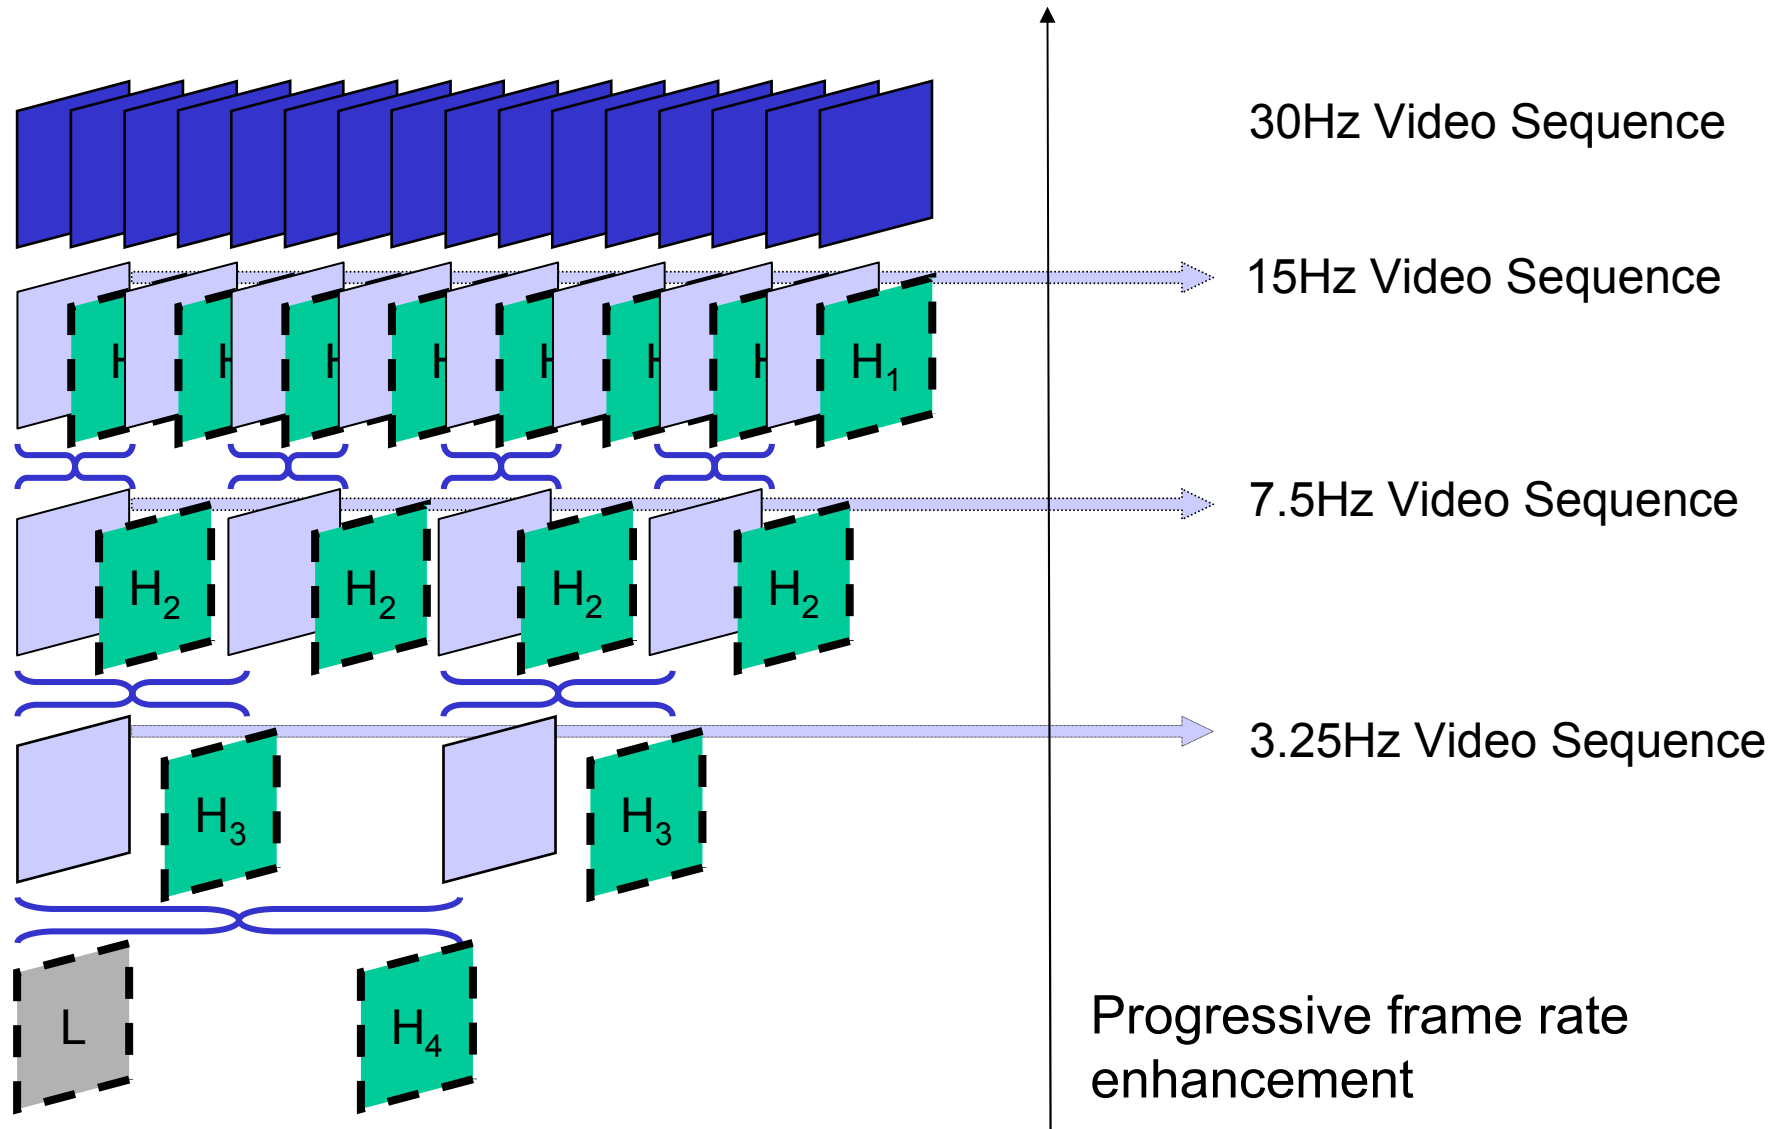 30Hz Video Sequence
15Hz Video Sequence
H H H H H H H H₁
7.5Hz Video Sequence
H₂ H₂ H₂ H₂
3.25Hz Video Sequence
H₃ H₃
L H₄
Progressive frame rate
enhancement